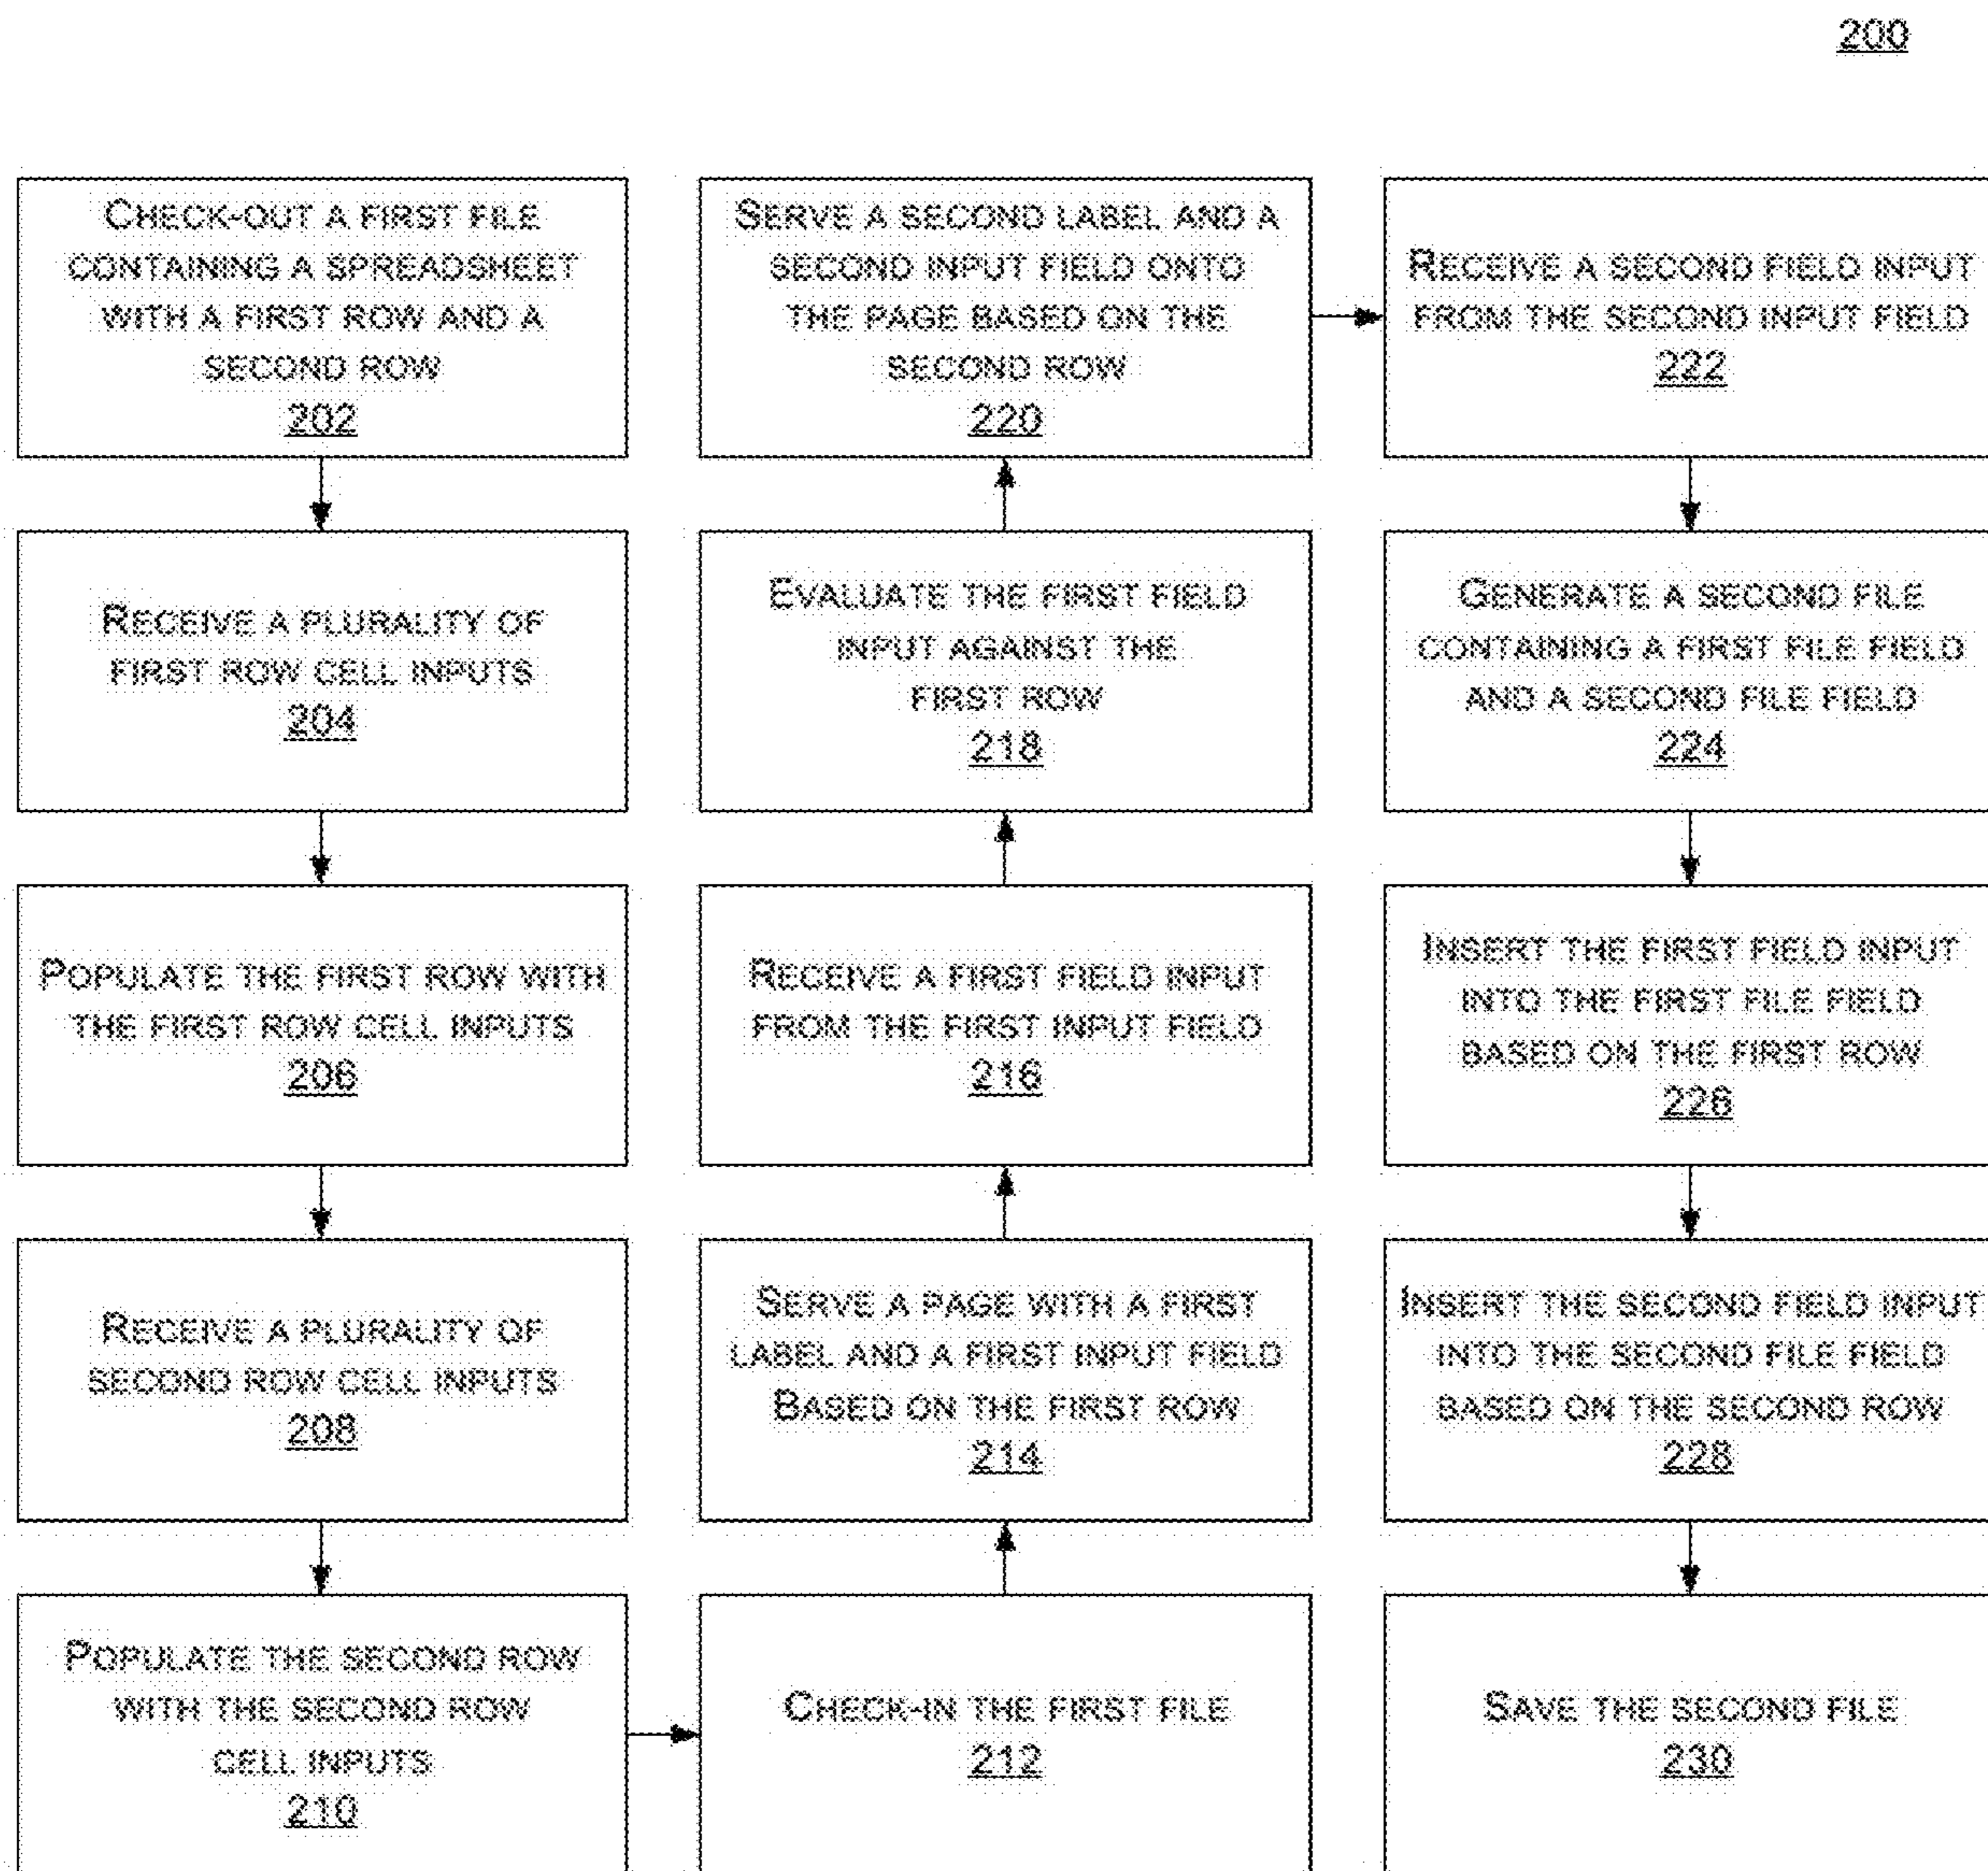 200
CHECK-OUT A FIRST FILE
CONTAINING A SPREADSHEET
WITH A FIRST ROW AND A
SECOND ROW
202
RECEIVE A PLURALITY OF
FIRST ROW CELL INPUTS
204
POPULATE THE FIRST ROW WITH
THE FIRST ROW CELL INPUTS
206
RECEIVE A PLURALITY OF
SECOND ROW CELL INPUTS
208
POPULATE THE SECOND ROW
WITH THE SECOND ROW
CELL INPUTS
210
CHECK-IN THE FIRST FILE
212
SERVE A PAGE WITH A FIRST
LABEL AND A FIRST INPUT FIELD
BASED ON THE FIRST ROW
214
RECEIVE A FIRST FIELD INPUT
FROM THE FIRST INPUT FIELD
216
EVALUATE THE FIRST FIELD
INPUT AGAINST THE
FIRST ROW
218
SERVE A SECOND LABEL AND A
SECOND INPUT FIELD ONTO
THE PAGE BASED ON THE
SECOND ROW
220
RECEIVE A SECOND FIELD INPUT
FROM THE SECOND INPUT FIELD
222
GENERATE A SECOND FILE
CONTAINING A FIRST FILE FIELD
AND A SECOND FILE FIELD
224
INSERT THE FIRST FIELD INPUT
INTO THE FIRST FILE FIELD
BASED ON THE FIRST ROW
226
INSERT THE SECOND FIELD INPUT
INTO THE SECOND FILE FIELD
BASED ON THE SECOND ROW
228
SAVE THE SECOND FILE
230